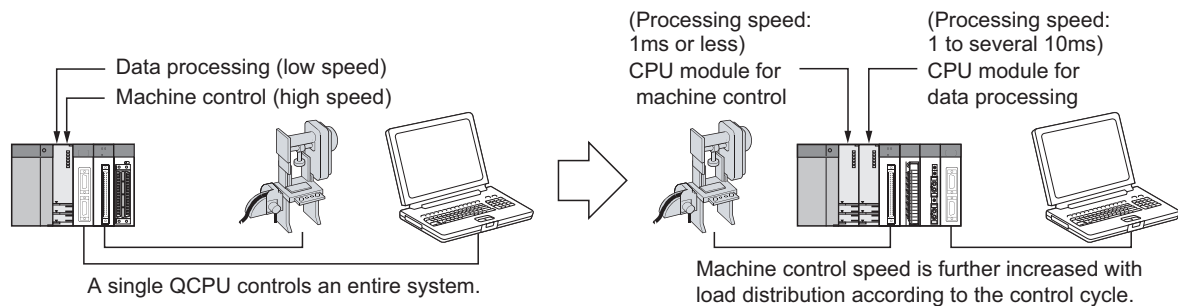 Data processing (low speed)
Machine control (high speed)
A single QCPU controls an entire system.
(Processing speed:
1ms or less)
CPU module for
machine control
(Processing speed:
1 to several 10ms)
CPU module for
data processing
Machine control speed is further increased with
load distribution according to the control cycle.